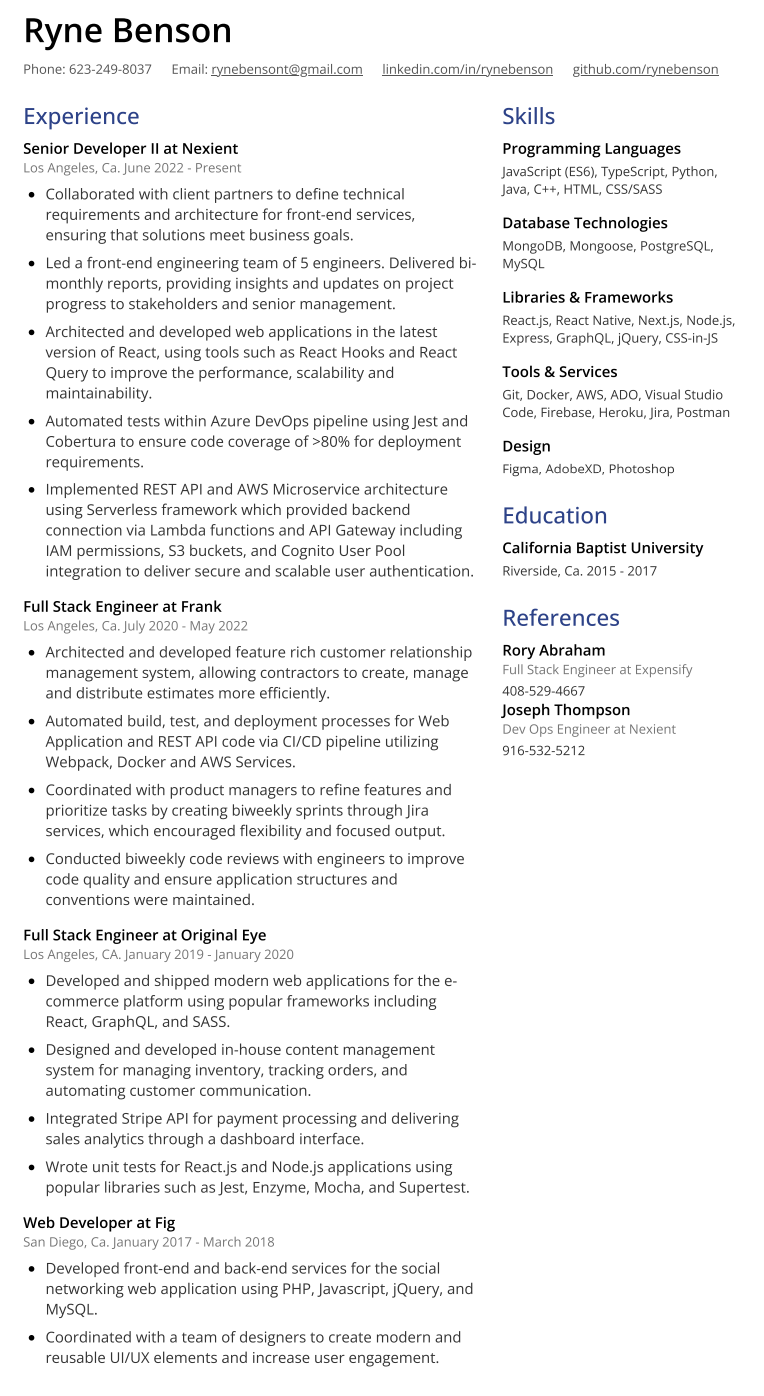 Ryne Benson
Phone: 623-249-8037 Email: rynebensont@gmail.com linkedin.com/in/rynebenson github.com/rynebenson
Experience
Senior Developer II at Nexient
Los Angeles, Ca. June 2022 - Present
• Collaborated with client partners to define technical
requirements and architecture for front-end services,
ensuring that solutions meet business goals.
• Led a front-end engineering team of 5 engineers. Delivered bi-
monthly reports, providing insights and updates on project
progress to stakeholders and senior management.
• Architected and developed web applications in the latest
version of React, using tools such as React Hooks and React
Query to improve the performance, scalability and
maintainability.
• Automated tests within Azure DevOps pipeline using Jest and
Cobertura to ensure code coverage of >80% for deployment
requirements.
• Implemented REST API and AWS Microservice architecture
using Serverless framework which provided backend
connection via Lambda functions and API Gateway including
IAM permissions, S3 buckets, and Cognito User Pool
integration to deliver secure and scalable user authentication.
Full Stack Engineer at Frank
Los Angeles, Ca. July 2020 - May 2022
• Architected and developed feature rich customer relationship
management system, allowing contractors to create, manage
and distribute estimates more efficiently.
• Automated build, test, and deployment processes for Web
Application and REST API code via CI/CD pipeline utilizing
Webpack, Docker and AWS Services.
• Coordinated with product managers to refine features and
prioritize tasks by creating biweekly sprints through Jira
services, which encouraged flexibility and focused output.
• Conducted biweekly code reviews with engineers to improve
code quality and ensure application structures and
conventions were maintained.
Full Stack Engineer at Original Eye
Los Angeles, CA. January 2019 - January 2020
• Developed and shipped modern web applications for the e-
commerce platform using popular frameworks including
React, GraphQL, and SASS.
• Designed and developed in-house content management
system for managing inventory, tracking orders, and
automating customer communication.
• Integrated Stripe API for payment processing and delivering
sales analytics through a dashboard interface.
• Wrote unit tests for React.js and Node.js applications using
popular libraries such as Jest, Enzyme, Mocha, and Supertest.
Web Developer at Fig
San Diego, Ca. January 2017 - March 2018
• Developed front-end and back-end services for the social
networking web application using PHP, Javascript, jQuery, and
MySQL.
• Coordinated with a team of designers to create modern and
reusable UI/UX elements and increase user engagement.
Skills
Programming Languages
JavaScript (ES6), TypeScript, Python,
Java, C++, HTML, CSS/SASS
Database Technologies
MongoDB, Mongoose, PostgreSQL,
MySQL
Libraries & Frameworks
React.js, React Native, Next.js, Node.js,
Express, GraphQL, jQuery, CSS-in-JS
Tools & Services
Git, Docker, AWS, ADO, Visual Studio
Code, Firebase, Heroku, Jira, Postman
Design
Figma, AdobeXD, Photoshop
Education
California Baptist University
Riverside, Ca. 2015 - 2017
References
Rory Abraham
Full Stack Engineer at Expensify
408-529-4667
Joseph Thompson
Dev Ops Engineer at Nexient
916-532-5212